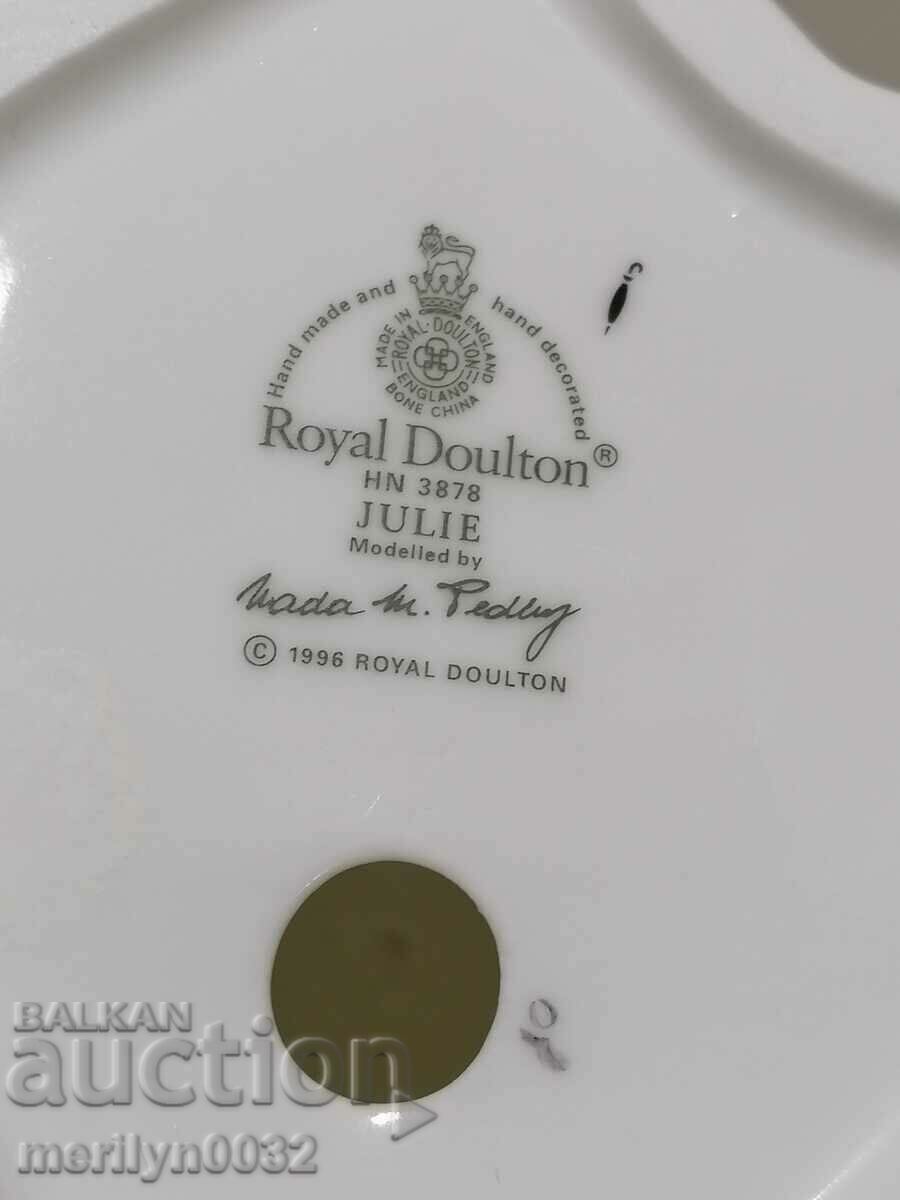 Hand made and hand decorated
MADE IN ENGLAND
ROYAL·DOULTON
ENGLAND
BONE CHINA
Royal Doulton®
HN 3878
JULIE
Modelled by
Nada M. Pedley
© 1996 ROYAL DOULTON
BALKAN
auction
merilyn0032